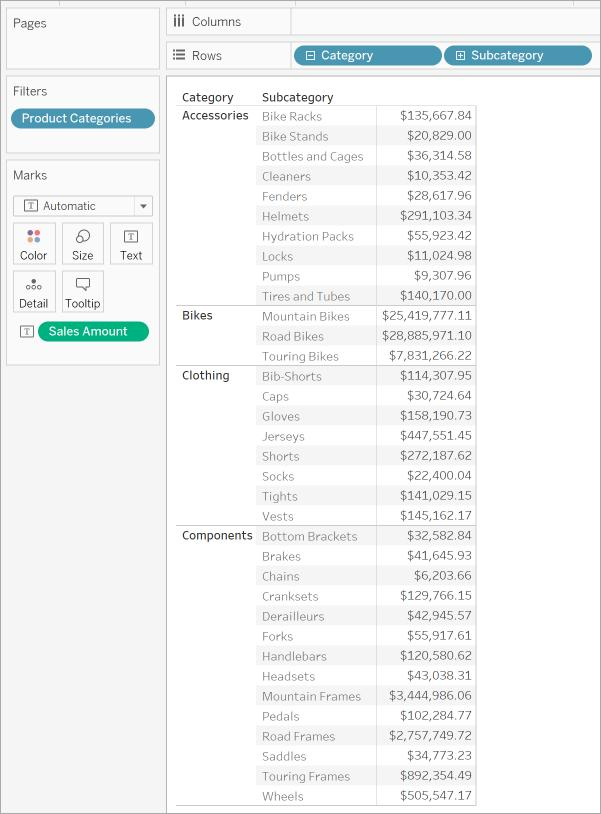 Pages
Columns
Rows
Category
Subcategory
Filters
Product Categories
Marks
Automatic
Color Size Text
Detail Tooltip
Sales Amount
Category Subcategory
Accessories Bike Racks $135,667.84
Bike Stands $20,829.00
Bottles and Cages $36,314.58
Cleaners $10,353.42
Fenders $28,617.96
Helmets $291,103.34
Hydration Packs $55,923.42
Locks $11,024.98
Pumps $9,307.96
Tires and Tubes $140,170.00
Bikes Mountain Bikes $25,419,777.11
Road Bikes $28,885,971.10
Touring Bikes $7,831,266.22
Clothing Bib-Shorts $114,307.95
Caps $30,724.64
Gloves $158,190.73
Jerseys $447,551.45
Shorts $272,187.62
Socks $22,400.04
Tights $141,029.15
Vests $145,162.17
Components Bottom Brackets $32,582.84
Brakes $41,645.93
Chains $6,203.66
Cranksets $129,766.15
Derailleurs $42,945.57
Forks $55,917.61
Handlebars $120,580.62
Headsets $43,038.31
Mountain Frames $3,444,986.06
Pedals $102,284.77
Road Frames $2,757,749.72
Saddles $34,773.23
Touring Frames $892,354.49
Wheels $505,547.17